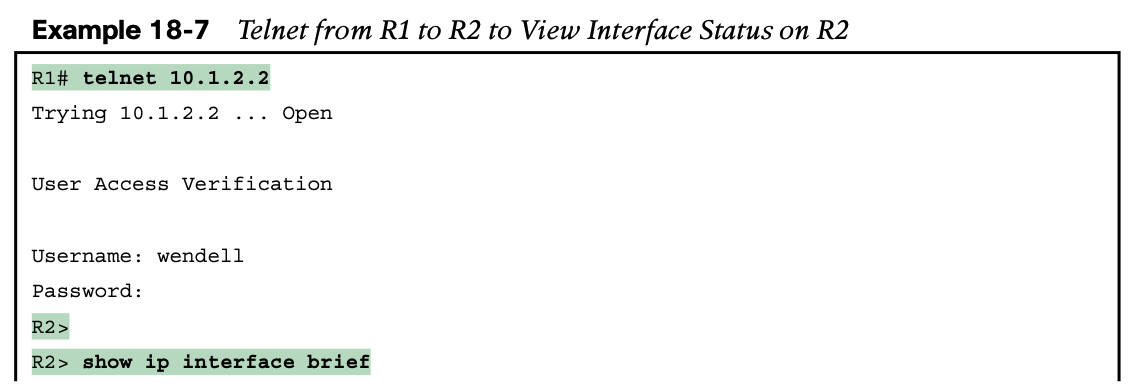 Example 18-7 Telnet from R1 to R2 to View Interface Status on R2
R1# telnet 10.1.2.2
Trying 10.1.2.2 ... Open
User Access Verification
Username: wendell
Password:
R2>
R2> show ip interface brief